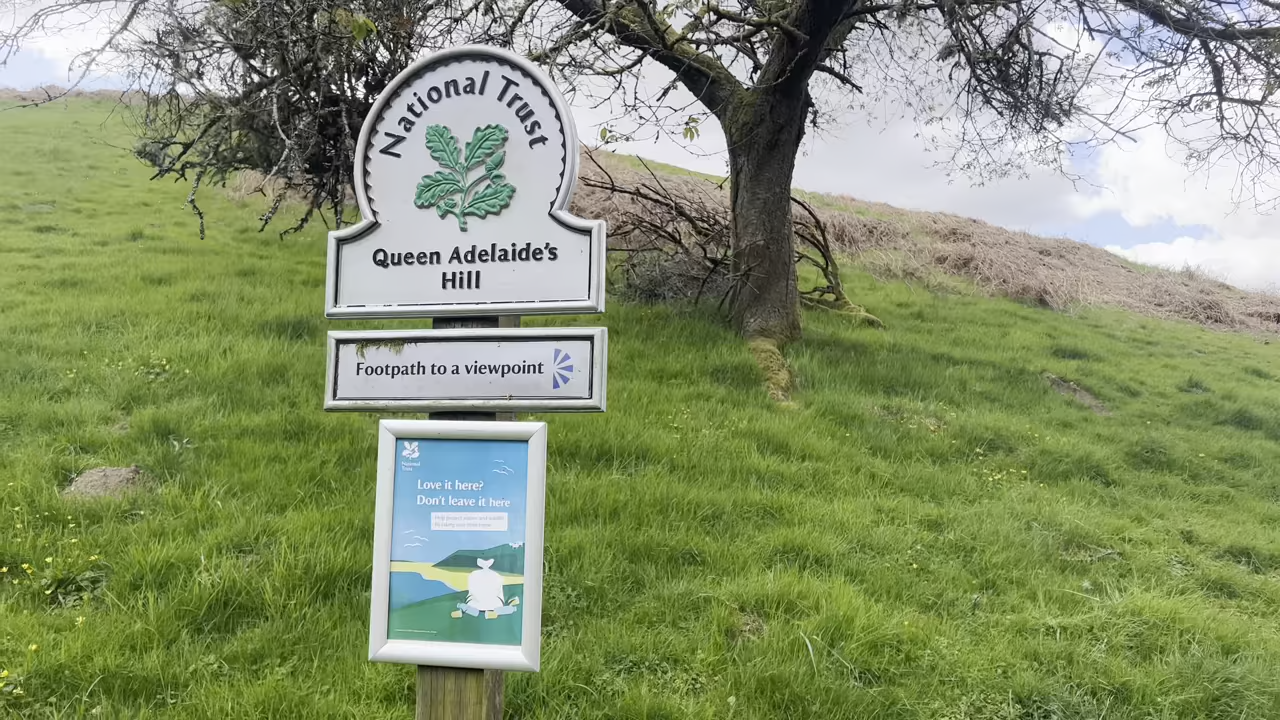 National Trust
Queen Adelaide's
Hill
Footpath to a viewpoint
National
Trust
Love it here?
Don't leave it here